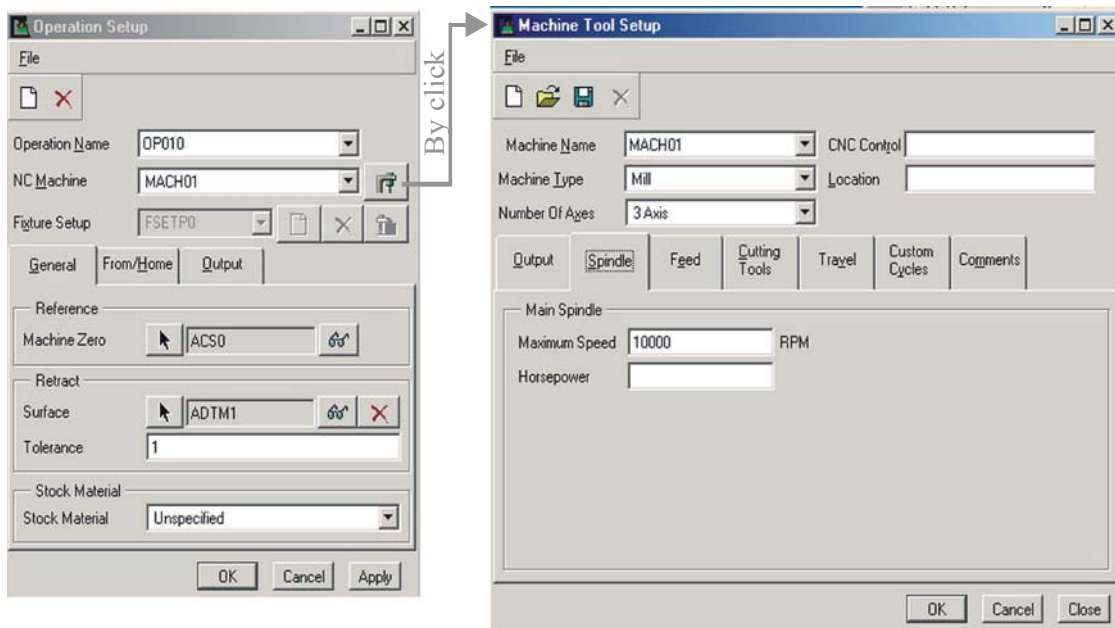 Operation Setup
File
Operation Name OP010
NC Machine MACH01
Fixture Setup FSETP0
General From/Home Output
Reference
Machine Zero ACS0
Retract
Surface ADTM1
Tolerance 1
Stock Material
Stock Material Unspecified
OK Cancel Apply
By click
Machine Tool Setup
File
Machine Name MACH01 CNC Control
Machine Type Mill Location
Number Of Axes 3 Axis
Output Spindle Feed Cutting Tools Travel Custom Cycles Comments
Main Spindle
Maximum Speed 10000 RPM
Horsepower
OK Cancel Close